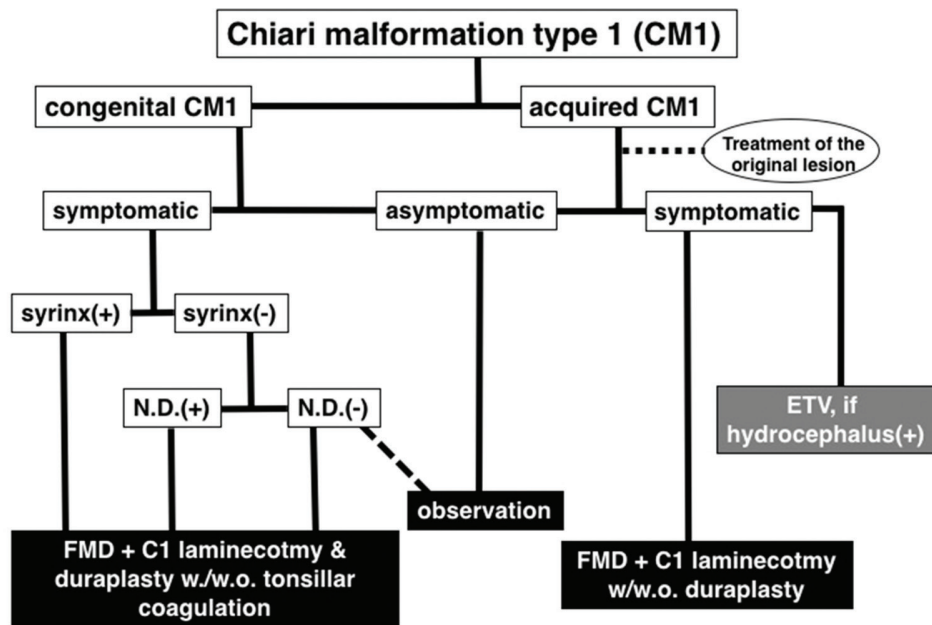 Chiari malformation type 1 (CM1)
congenital CM1
acquired CM1
Treatment of the
original lesion
symptomatic
asymptomatic
symptomatic
syrinx(+)
syrinx(-)
N.D.(+)
N.D.(-)
ETV, if
hydrocephalus(+)
observation
FMD + C1 laminecotmy &
duraplasty w./w.o. tonsillar
coagulation
FMD + C1 laminecotmy
w/w.o. duraplasty